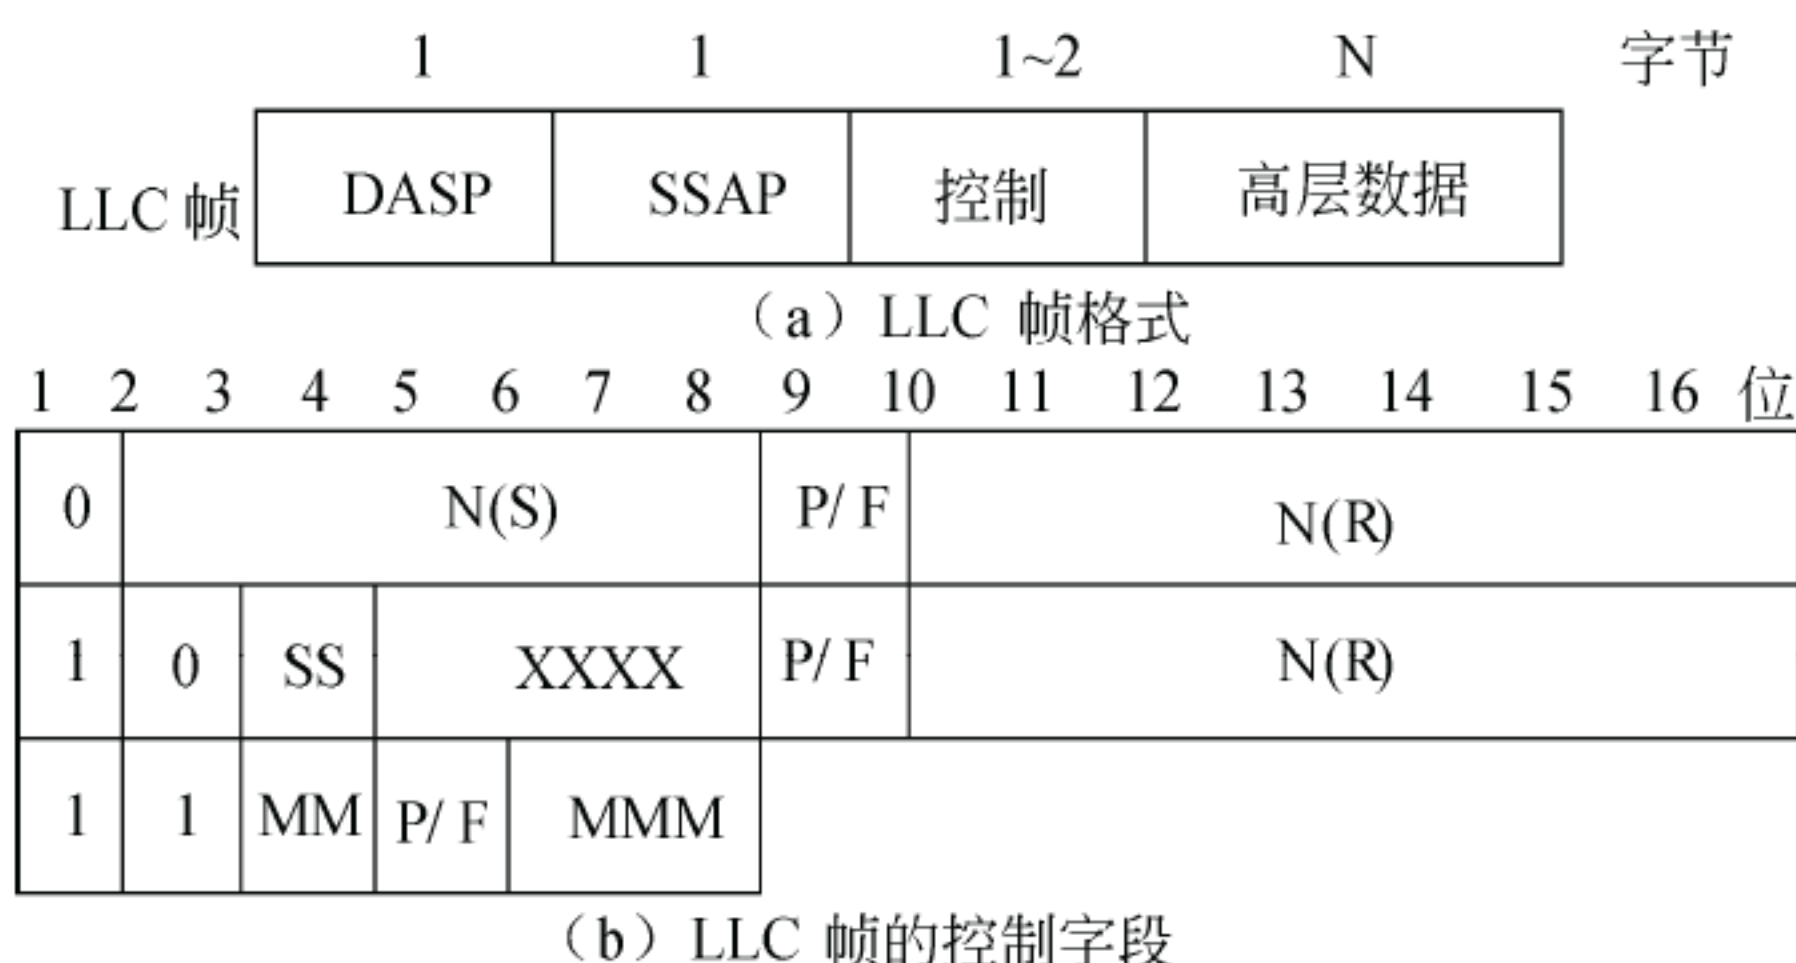 1 1 1~2 N 字节
LLC 帧 DASP SSAP 控制 高层数据
（a）LLC 帧格式
1 2 3 4 5 6 7 8 9 10 11 12 13 14 15 16 位
0 N(S) P/ F N(R)
1 0 SS XXXX P/ F N(R)
1 1 MM P/ F MMM
（b）LLC 帧的控制字段